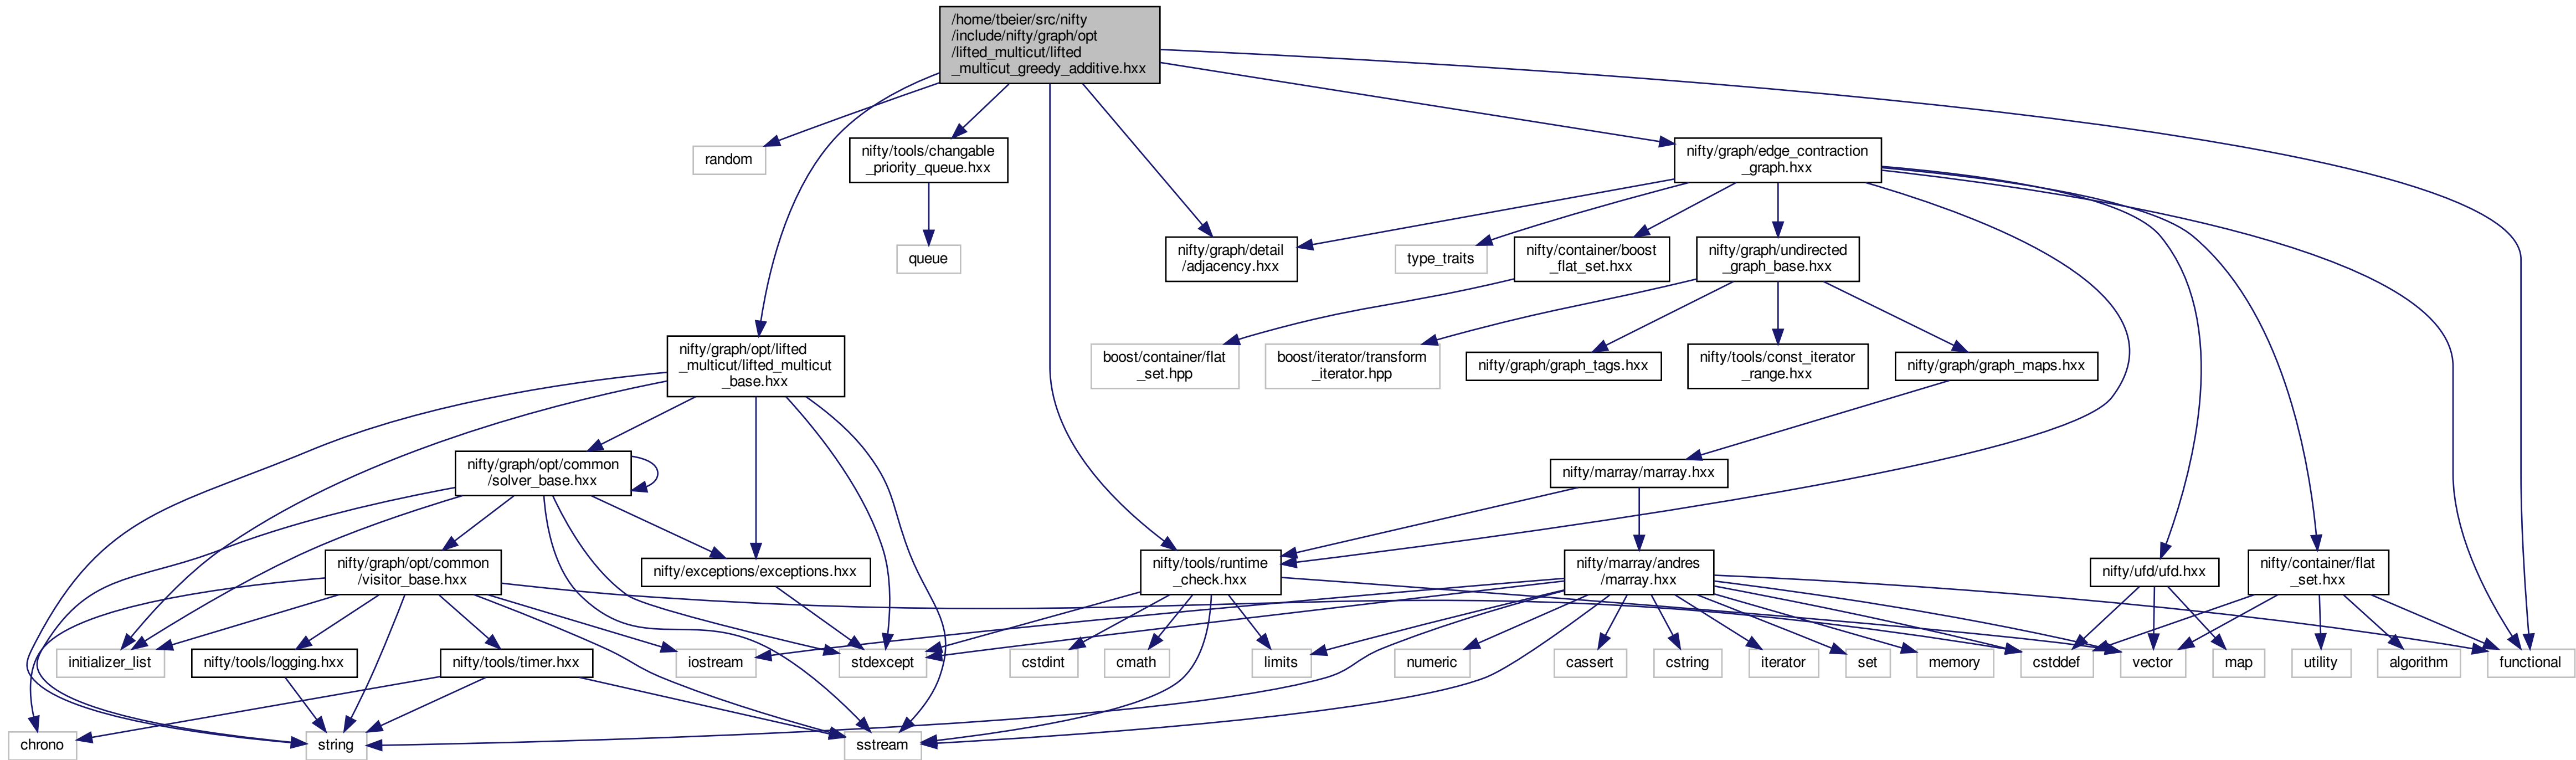 /home/tbeier/src/nifty
/include/nifty/graph/opt
/lifted_multicut/lifted
_multicut_greedy_additive.hxx
random
nifty/tools/changable
_priority_queue.hxx
nifty/graph/edge_contraction
_graph.hxx
queue
nifty/graph/detail
/adjacency.hxx
type_traits
nifty/container/boost
_flat_set.hxx
nifty/graph/undirected
_graph_base.hxx
nifty/graph/opt/lifted
_multicut/lifted_multicut
_base.hxx
boost/container/flat
_set.hpp
boost/iterator/transform
_iterator.hpp
nifty/graph/graph_tags.hxx
nifty/tools/const_iterator
_range.hxx
nifty/graph/graph_maps.hxx
nifty/graph/opt/common
/solver_base.hxx
nifty/marray/marray.hxx
nifty/graph/opt/common
/visitor_base.hxx
nifty/exceptions/exceptions.hxx
nifty/tools/runtime
_check.hxx
nifty/marray/andres
/marray.hxx
nifty/ufd/ufd.hxx
nifty/container/flat
_set.hxx
initializer_list
nifty/tools/logging.hxx
nifty/tools/timer.hxx
iostream
stdexcept
cstdint
cmath
limits
numeric
cassert
cstring
iterator
set
memory
cstddef
vector
map
utility
algorithm
functional
chrono
string
sstream